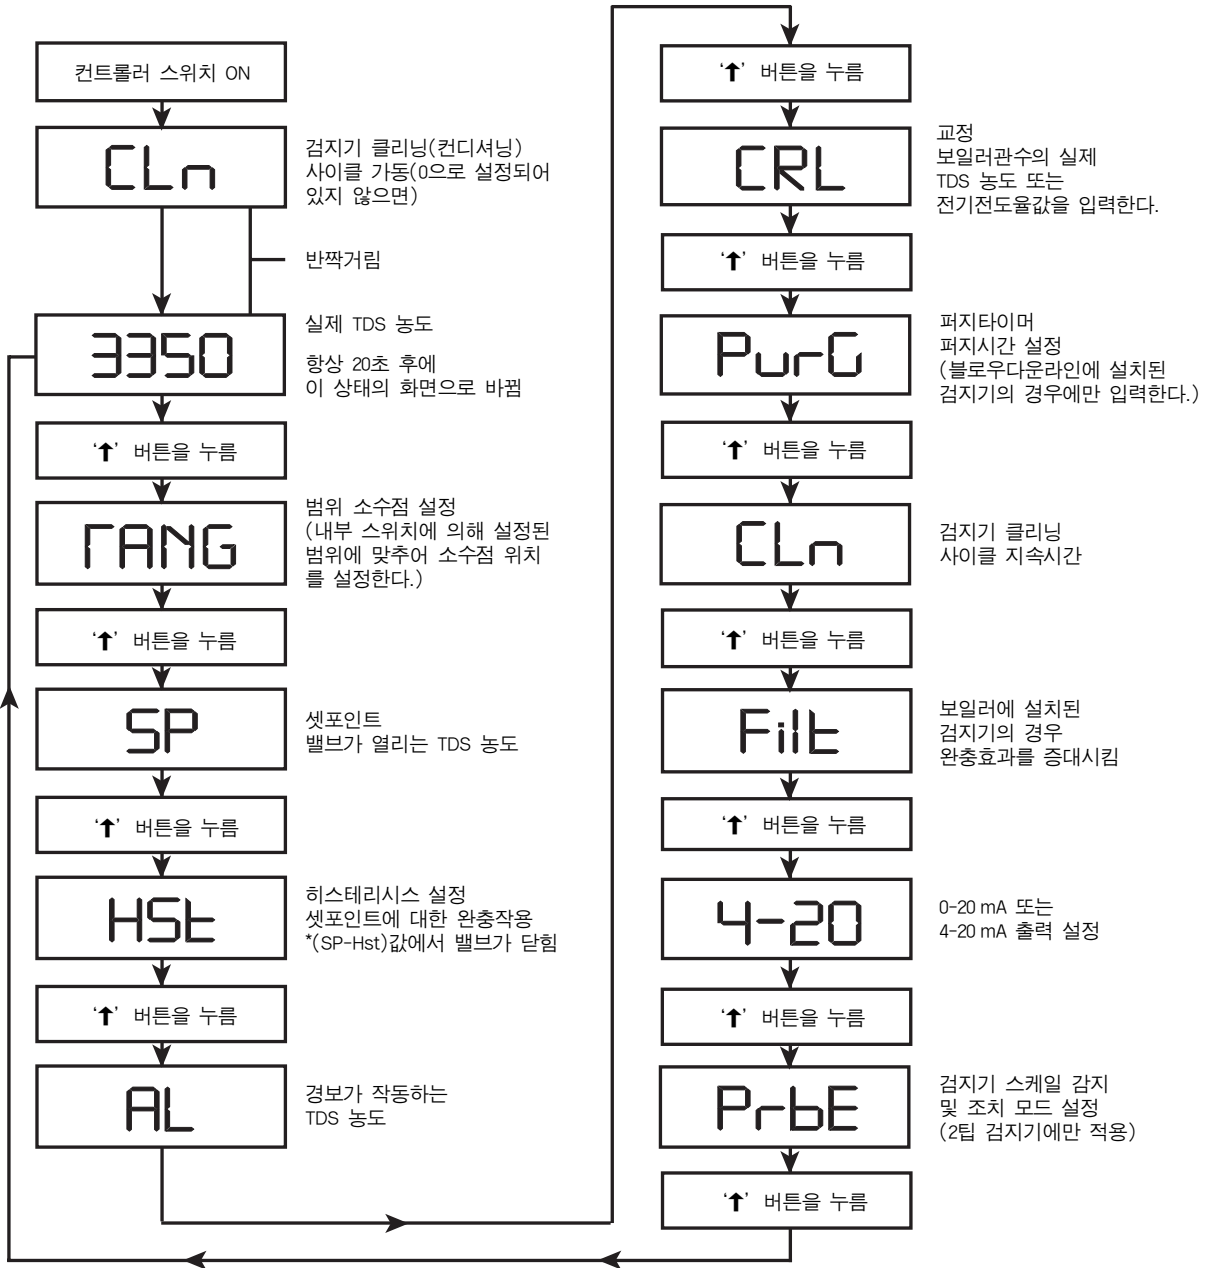 컨트롤러 스위치 ON
CLn
검지기 클리닝(컨디셔닝)
사이클 가동(0으로 설정되어
있지 않으면)
반짝거림
3350
실제 TDS 농도
항상 20초 후에
이 상태의 화면으로 바뀜
'↑' 버튼을 누름
rANG
범위 소수점 설정
(내부 스위치에 의해 설정된
범위에 맞추어 소수점 위치
를 설정한다.)
'↑' 버튼을 누름
SP
셋포인트
밸브가 열리는 TDS 농도
'↑' 버튼을 누름
HSt
히스테리시스 설정
셋포인트에 대한 완충작용
*(SP-Hst)값에서 밸브가 닫힘
'↑' 버튼을 누름
AL
경보가 작동하는
TDS 농도
'↑' 버튼을 누름
CAL
교정
보일러관수의 실제
TDS 농도 또는
전기전도율값을 입력한다.
'↑' 버튼을 누름
PurG
퍼지타이머
퍼지시간 설정
(블로우다운라인에 설치된
검지기의 경우에만 입력한다.)
'↑' 버튼을 누름
CLn
검지기 클리닝
사이클 지속시간
'↑' 버튼을 누름
Filt
보일러에 설치된
검지기의 경우
완충효과를 증대시킴
'↑' 버튼을 누름
4-20
0-20 mA 또는
4-20 mA 출력 설정
'↑' 버튼을 누름
PrbE
검지기 스케일 감지
및 조치 모드 설정
(2팁 검지기에만 적용)
'↑' 버튼을 누름